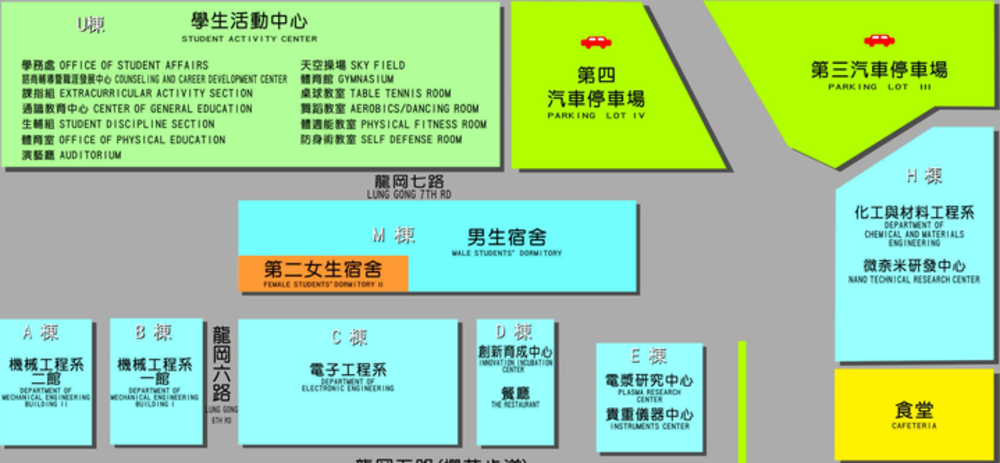 U棟
學生活動中心
STUDENT ACTIVITY CENTER
學務處 OFFICE OF STUDENT AFFAIRS
諮商輔導暨職涯發展中心 COUNSELING AND CAREER DEVELOPMENT CENTER
課指組 EXTRACURRICULAR ACTIVITY SECTION
通識教育中心 CENTER OF GENERAL EDUCATION
生輔組 STUDENT DISCIPLINE SECTION
體育室 OFFICE OF PHYSICAL EDUCATION
演藝廳 AUDITORIUM
天空操場 SKY FIELD
體育館 GYMNASIUM
桌球教室 TABLE TENNIS ROOM
舞蹈教室 AEROBICS/DANCING ROOM
體適能教室 PHYSICAL FITNESS ROOM
防身術教室 SELF DEFENSE ROOM
第四
汽車停車場
PARKING LOT IV
第三汽車停車場
PARKING LOT III
龍岡七路
LUNG GONG 7TH RD
M 棟
男生宿舍
MALE STUDENTS' DORMITORY
第二女生宿舍
FEMALE STUDENTS' DORMITORY II
H 棟
化工與材料工程系
DEPARTMENT OF
CHEMICAL AND MATERIALS
ENGINEERING
微奈米研發中心
NANO TECHNICAL RESEARCH CENTER
A 棟
機械工程系
二館
DEPARTMENT OF
MECHANICAL ENGINEERING
BUILDING II
B 棟
機械工程系
一館
DEPARTMENT OF
MECHANICAL ENGINEERING
BUILDING I
龍岡六路
LUNG GONG
6TH RD
C 棟
電子工程系
DEPARTMENT OF
ELECTRONIC ENGINEERING
D 棟
創新育成中心
INNOVATION INCUBATION
CENTER
餐廳
THE RESTAURANT
E 棟
電漿研究中心
PLASMA RESEARCH
CENTER
貴重儀器中心
INSTRUMENTS CENTER
食堂
CAFETERIA